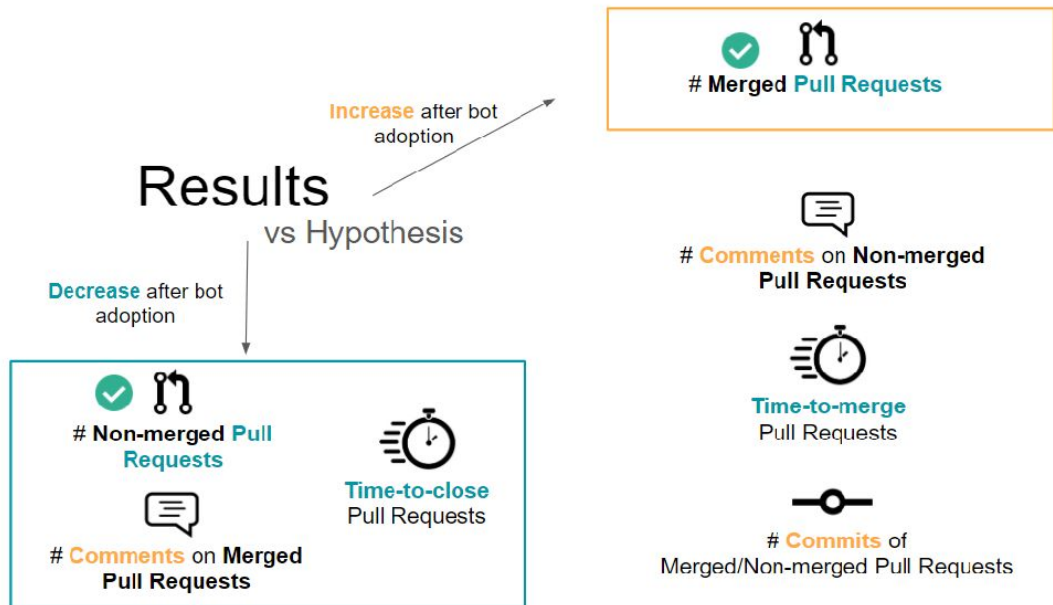 # Merged Pull Requests
Increase after bot
adoption
Results
vs Hypothesis
# Comments on Non-merged
Pull Requests
Decrease after bot
adoption
Time-to-merge
Pull Requests
# Non-merged Pull
Requests
Time-to-close
Pull Requests
# Comments on Merged
Pull Requests
# Commits of
Merged/Non-merged Pull Requests